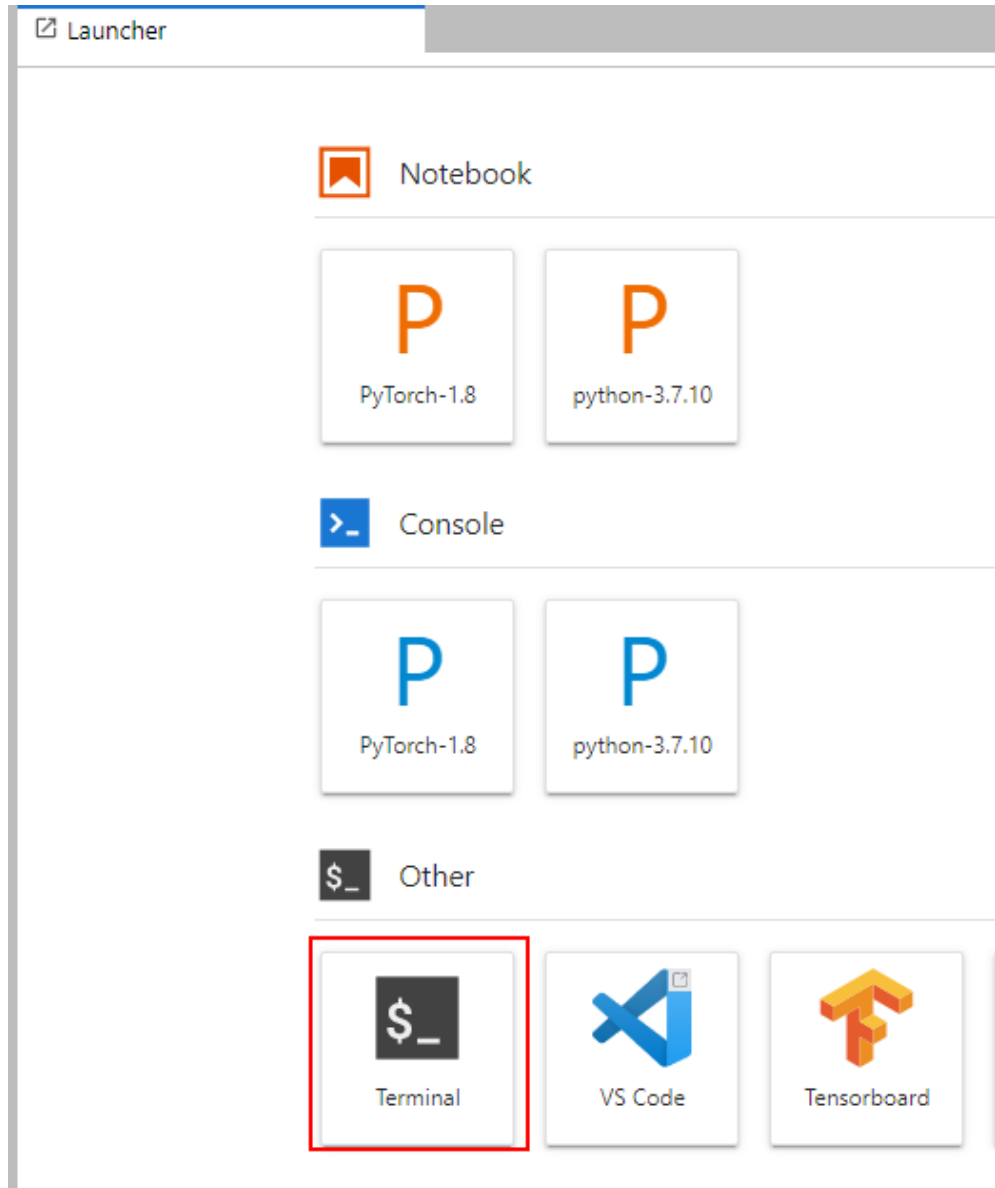 Launcher
Notebook
P P
PyTorch-1.8 python-3.7.10
>_ Console
P P
PyTorch-1.8 python-3.7.10
$_ Other
$_
Terminal VS Code Tensorboard